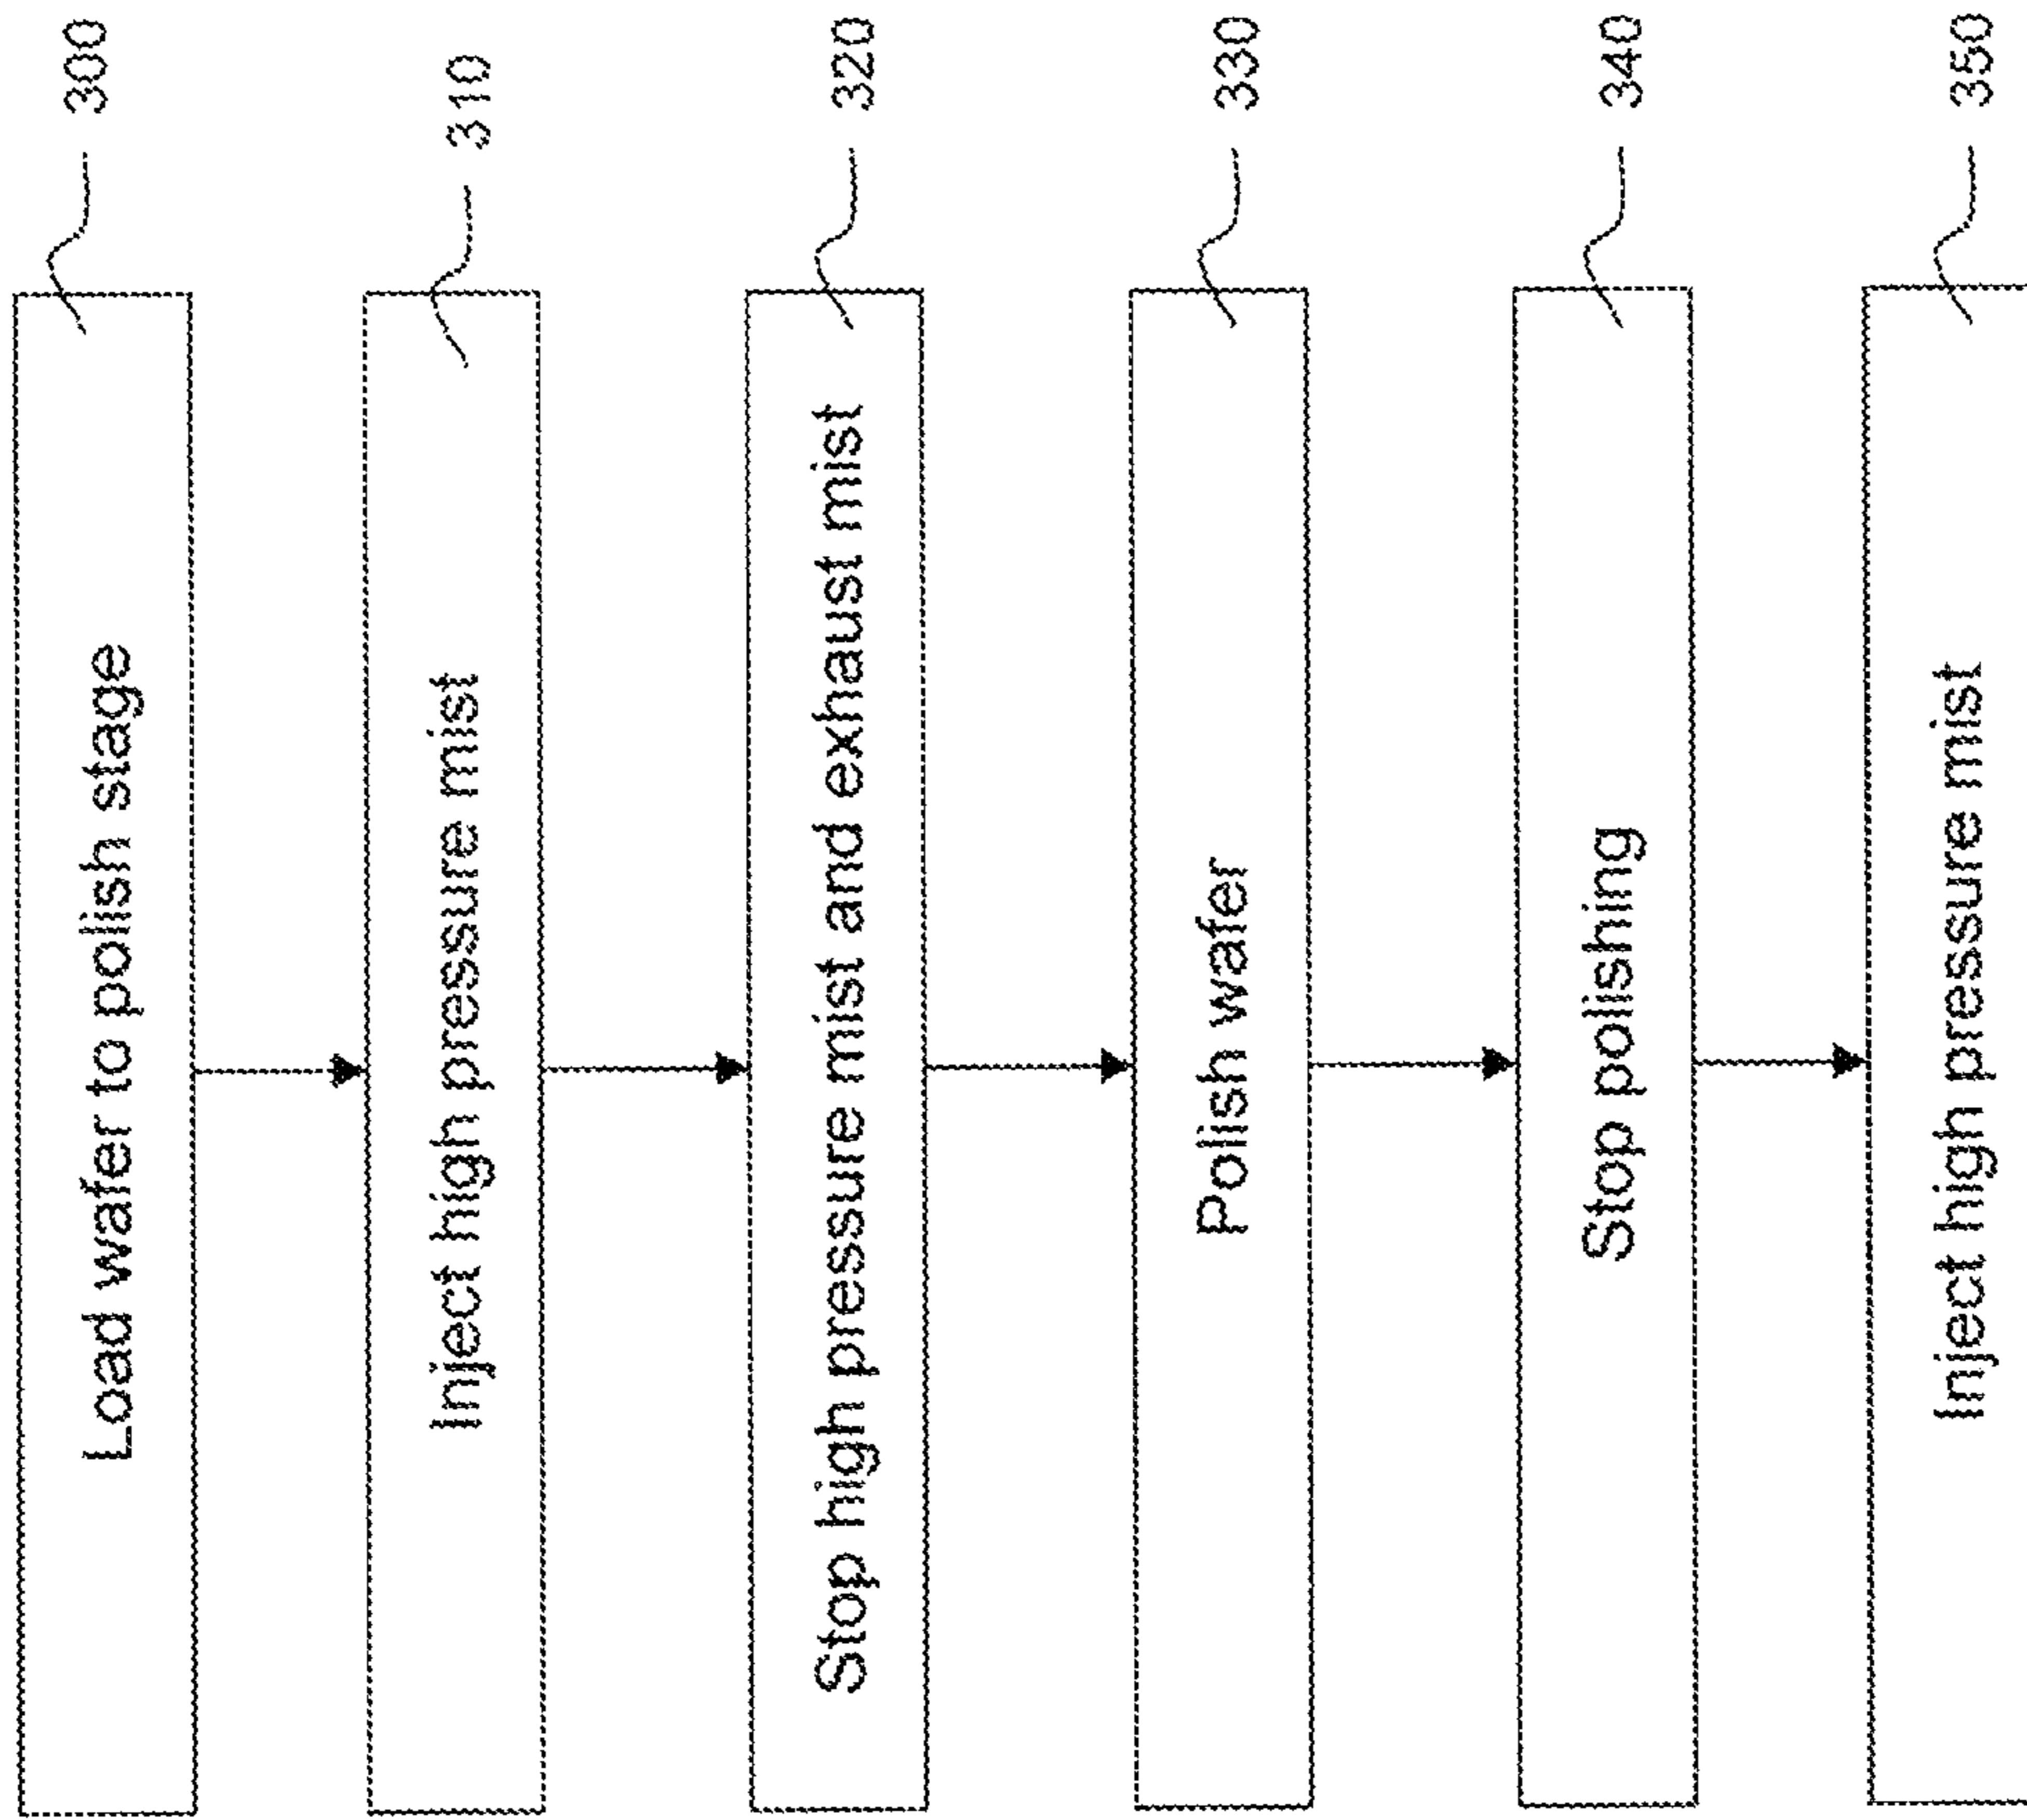 Load wafer to polish stage
300
Inject high pressure mist
310
Stop high pressure mist and exhaust mist
320
Polish wafer
330
Stop polishing
340
Inject high pressure mist
350